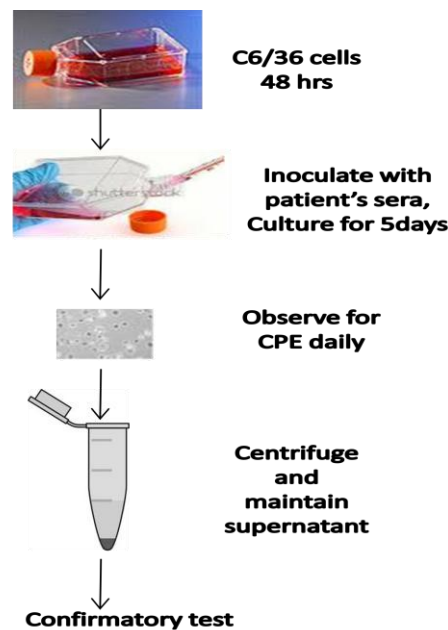 C6/36 cells
48 hrs
shutterstock
Inoculate with
patient's sera,
Culture for 5days
Observe for
CPE daily
Centrifuge
and
maintain
supernatant
Confirmatory test